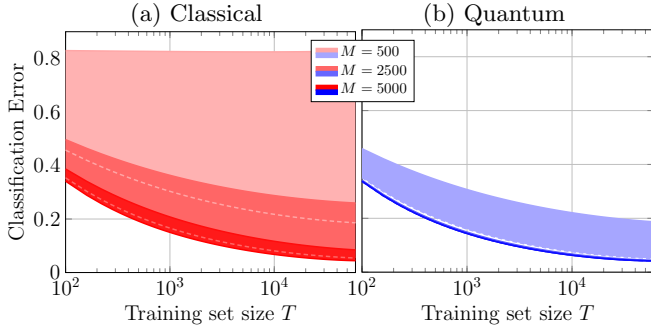 (a) Classical
(b) Quantum
M = 500
M = 2500
M = 5000
Classification Error
0.8
0.6
0.4
0.2
0
10^2
10^3
10^4
10^2
10^3
10^4
Training set size T
Training set size T